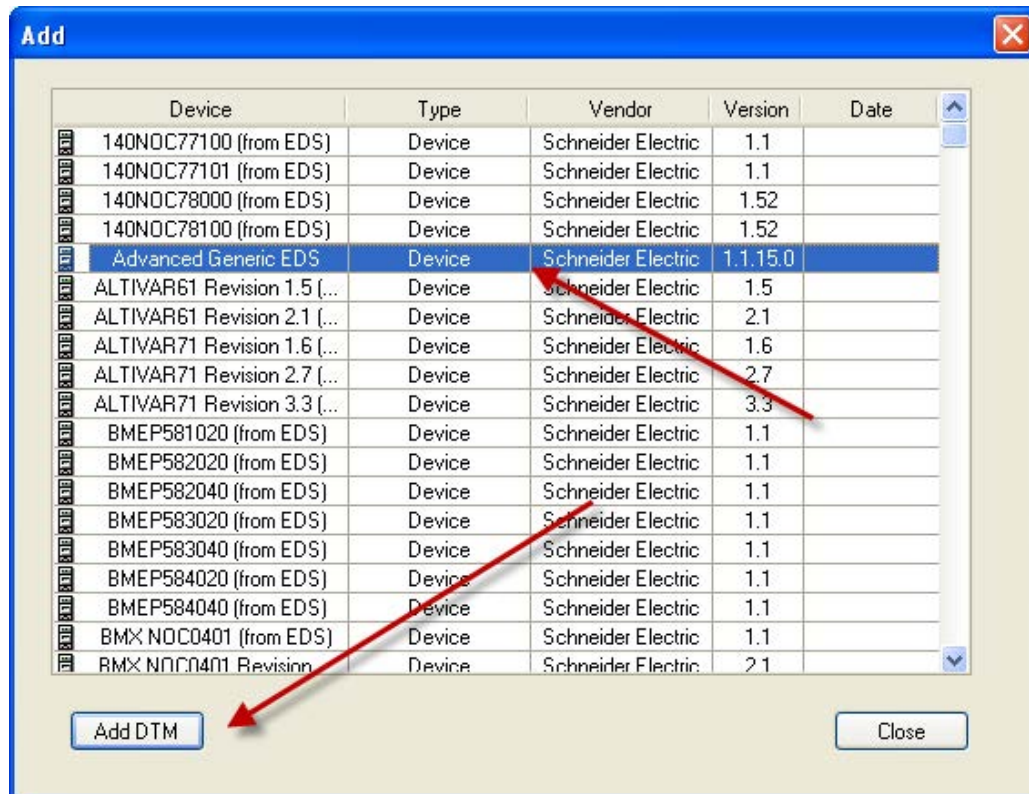 Add
Device Type Vendor Version Date
140NOC77100 (from EDS) Device Schneider Electric 1.1
140NOC77101 (from EDS) Device Schneider Electric 1.1
140NOC78000 (from EDS) Device Schneider Electric 1.52
140NOC78100 (from EDS) Device Schneider Electric 1.52
Advanced Generic EDS Device Schneider Electric 1.1.15.0
ALTIVAR61 Revision 1.5 (... Device Schneider Electric 1.5
ALTIVAR61 Revision 2.1 (... Device Schneider Electric 2.1
ALTIVAR71 Revision 1.6 (... Device Schneider Electric 1.6
ALTIVAR71 Revision 2.7 (... Device Schneider Electric 2.7
ALTIVAR71 Revision 3.3 (... Device Schneider Electric 3.3
BMEP581020 (from EDS) Device Schneider Electric 1.1
BMEP582020 (from EDS) Device Schneider Electric 1.1
BMEP582040 (from EDS) Device Schneider Electric 1.1
BMEP583020 (from EDS) Device Schneider Electric 1.1
BMEP583040 (from EDS) Device Schneider Electric 1.1
BMEP584020 (from EDS) Device Schneider Electric 1.1
BMEP584040 (from EDS) Device Schneider Electric 1.1
BMX NOC0401 (from EDS) Device Schneider Electric 1.1
BMX NOC0401 Revision Device Schneider Electric 2.1
Add DTM Close